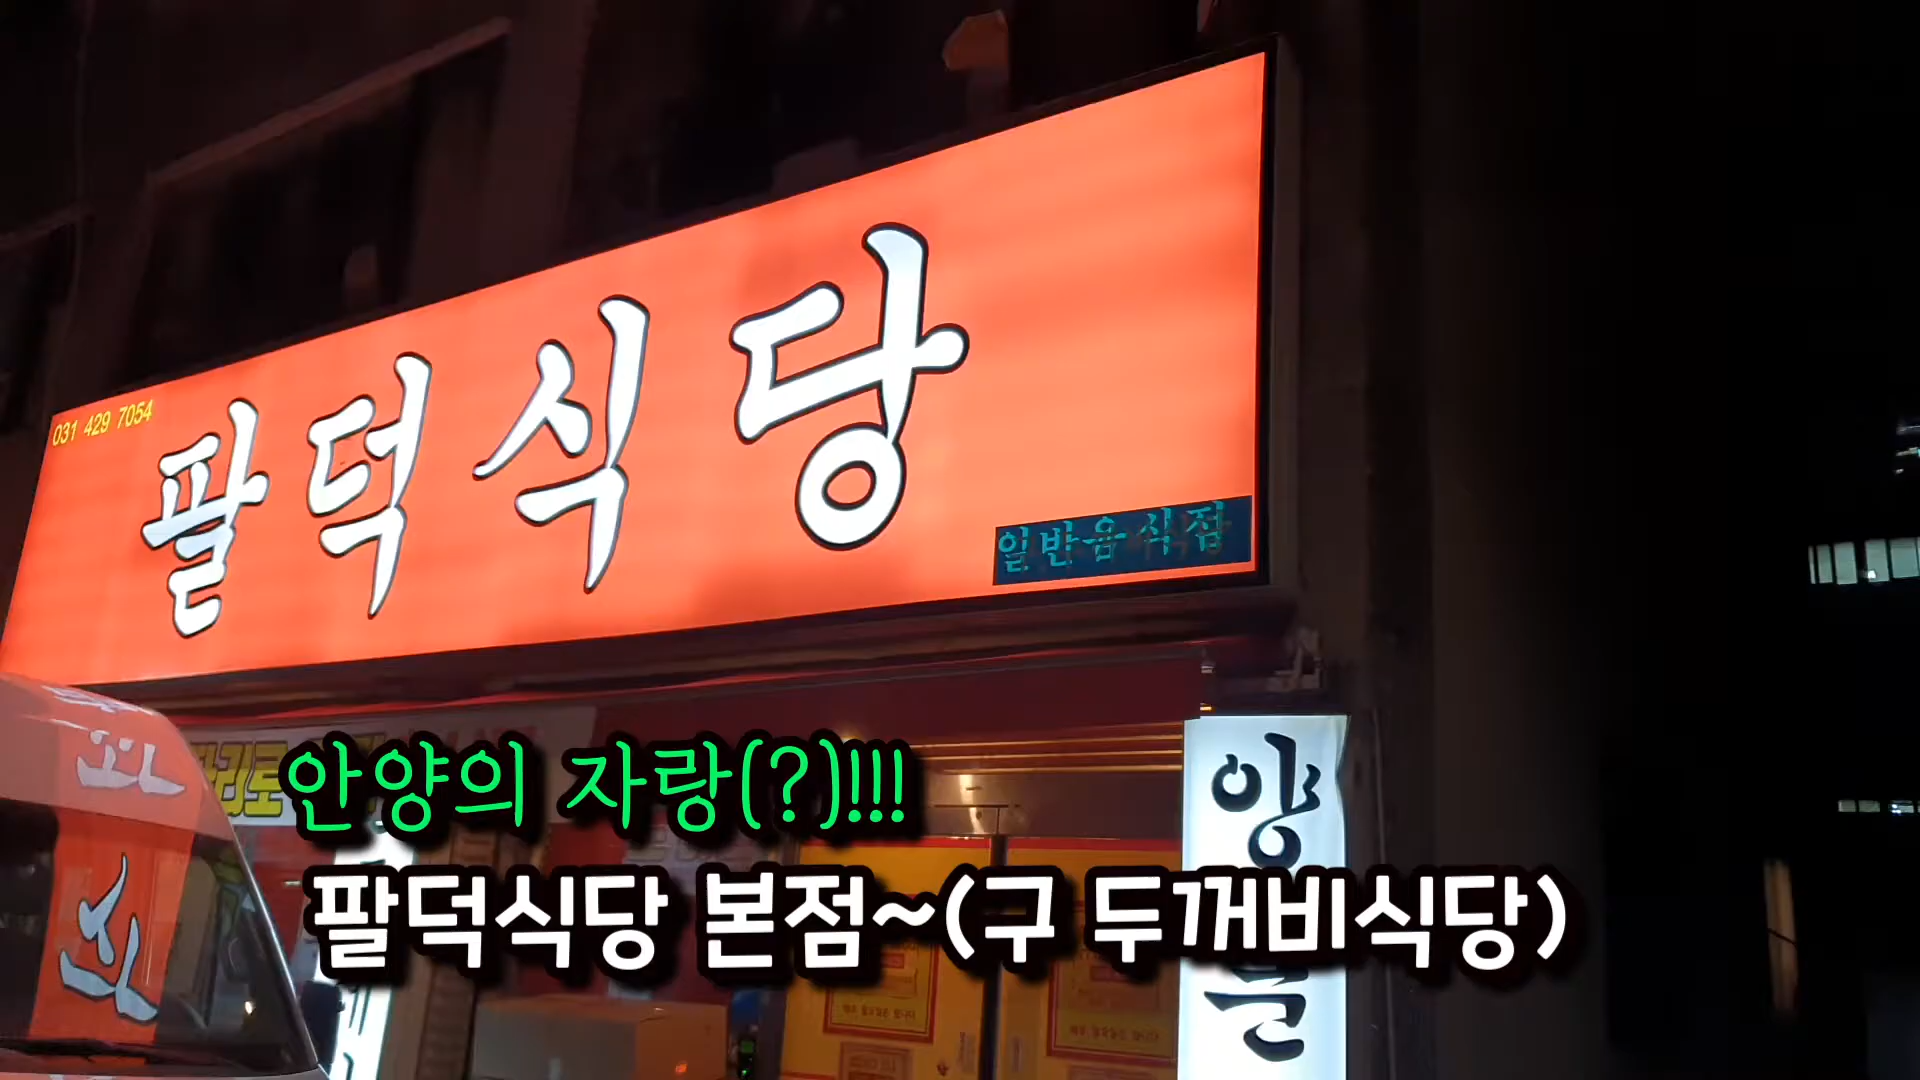 031 429 7054
팔덕식당
일반음식점
안양의 자랑(?)!!!
팔덕식당 본점~(구 두꺼비식당)
양